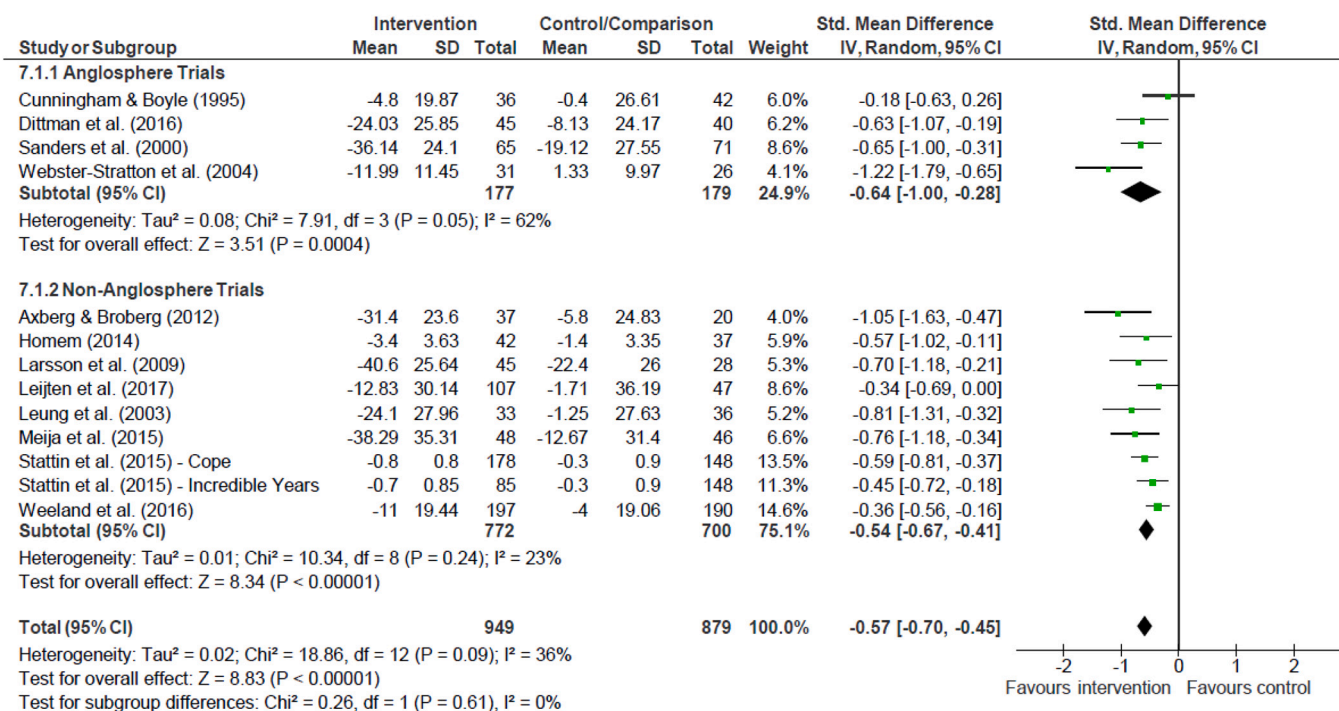 Intervention Control/Comparison Std. Mean Difference Std. Mean Difference
Study or Subgroup Mean SD Total Mean SD Total Weight IV, Random, 95% CI IV, Random, 95% CI
7.1.1 Anglosphere Trials
Cunningham & Boyle (1995) -4.8 19.87 36 -0.4 26.61 42 6.0% -0.18 [-0.63, 0.26]
Dittman et al. (2016) -24.03 25.85 45 -8.13 24.17 40 6.2% -0.63 [-1.07, -0.19]
Sanders et al. (2000) -36.14 24.1 65 -19.12 27.55 71 8.6% -0.65 [-1.00, -0.31]
Webster-Stratton et al. (2004) -11.99 11.45 31 1.33 9.97 26 4.1% -1.22 [-1.79, -0.65]
Subtotal (95% CI) 177 179 24.9% -0.64 [-1.00, -0.28]
Heterogeneity: Tau² = 0.08; Chi² = 7.91, df = 3 (P = 0.05); I² = 62%
Test for overall effect: Z = 3.51 (P = 0.0004)
7.1.2 Non-Anglosphere Trials
Axberg & Broberg (2012) -31.4 23.6 37 -5.8 24.83 20 4.0% -1.05 [-1.63, -0.47]
Homem (2014) -3.4 3.63 42 -1.4 3.35 37 5.9% -0.57 [-1.02, -0.11]
Larsson et al. (2009) -40.6 25.64 45 -22.4 26 28 5.3% -0.70 [-1.18, -0.21]
Leijten et al. (2017) -12.83 30.14 107 -1.71 36.19 47 8.6% -0.34 [-0.69, 0.00]
Leung et al. (2003) -24.1 27.96 33 -1.25 27.63 36 5.2% -0.81 [-1.31, -0.32]
Meija et al. (2015) -38.29 35.31 48 -12.67 31.4 46 6.6% -0.76 [-1.18, -0.34]
Stattin et al. (2015) - Cope -0.8 0.8 178 -0.3 0.9 148 13.5% -0.59 [-0.81, -0.37]
Stattin et al. (2015) - Incredible Years -0.7 0.85 85 -0.3 0.9 148 11.3% -0.45 [-0.72, -0.18]
Weeland et al. (2016) -11 19.44 197 -4 19.06 190 14.6% -0.36 [-0.56, -0.16]
Subtotal (95% CI) 772 700 75.1% -0.54 [-0.67, -0.41]
Heterogeneity: Tau² = 0.01; Chi² = 10.34, df = 8 (P = 0.24); I² = 23%
Test for overall effect: Z = 8.34 (P < 0.00001)
Total (95% CI) 949 879 100.0% -0.57 [-0.70, -0.45]
Heterogeneity: Tau² = 0.02; Chi² = 18.86, df = 12 (P = 0.09); I² = 36%
Test for overall effect: Z = 8.83 (P < 0.00001)
Test for subgroup differences: Chi² = 0.26, df = 1 (P = 0.61), I² = 0%
-2 -1 0 1 2
Favours intervention Favours control